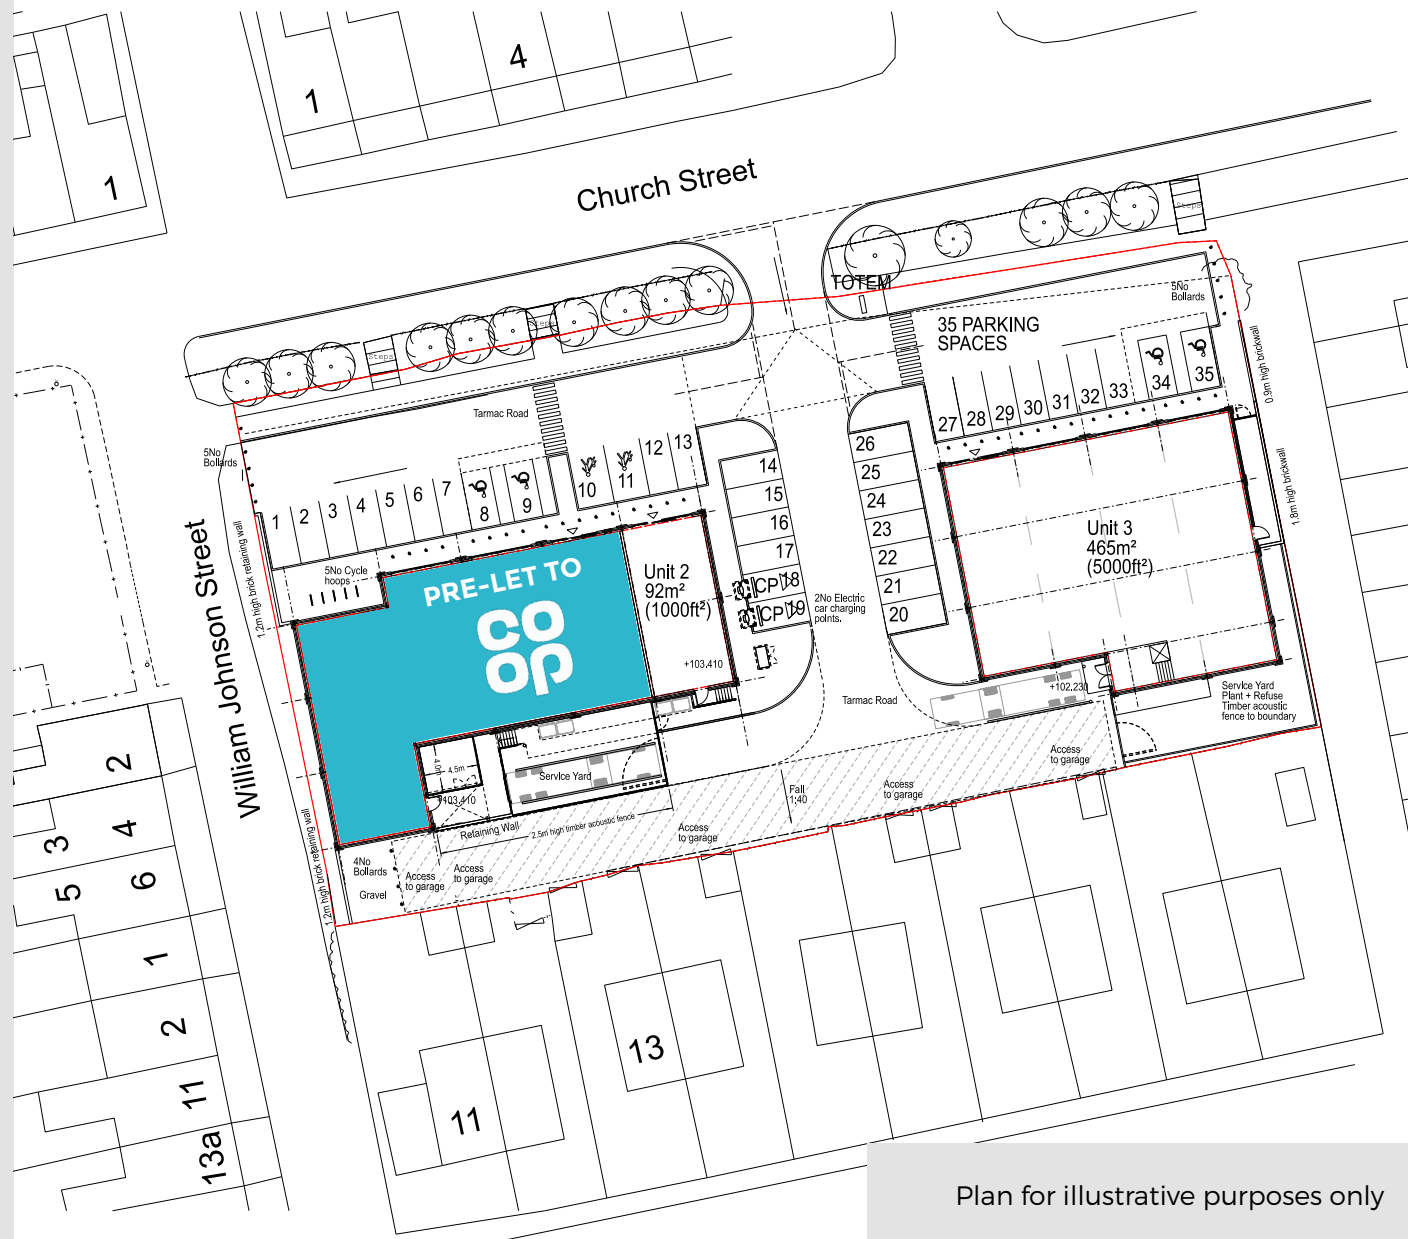 1
4
1
Church Street
Steps
TOTEM
5No
Bollards
35 PARKING
SPACES
Steps
Steps
0.9m high brickwall
Tarmac Road
5No
Bollards
1
2
3
4
5
6
7
8
9
10
11
12
13
14
15
16
17
CP 18
CP 19
26
25
24
23
22
21
20
27
28
29
30
31
32
33
34
35
1.8m high brickwall
1.2m high brick retaining wall
5No Cycle
hoops
William Johnson Street
PRE-LET TO
CO
OP
Unit 2
92m²
(1000ft²)
+103.410
2No Electric
car charging
points.
Unit 3
465m²
(5000ft²)
+102.230
Tarmac Road
Service Yard
Plant + Refuse
Timber acoustic
fence to boundary
4.0m
4.5m
+103.410
Service Yard
Retaining Wall
2.5m high timber acoustic fence
Fall
1:40
Access
to garage
Access
to garage
Access
to garage
Access
to garage
Access
to garage
4No
Bollards
Gravel
1.2m high brick retaining wall
2
3
4
5
6
1
2
11
13a
11
13
Plan for illustrative purposes only